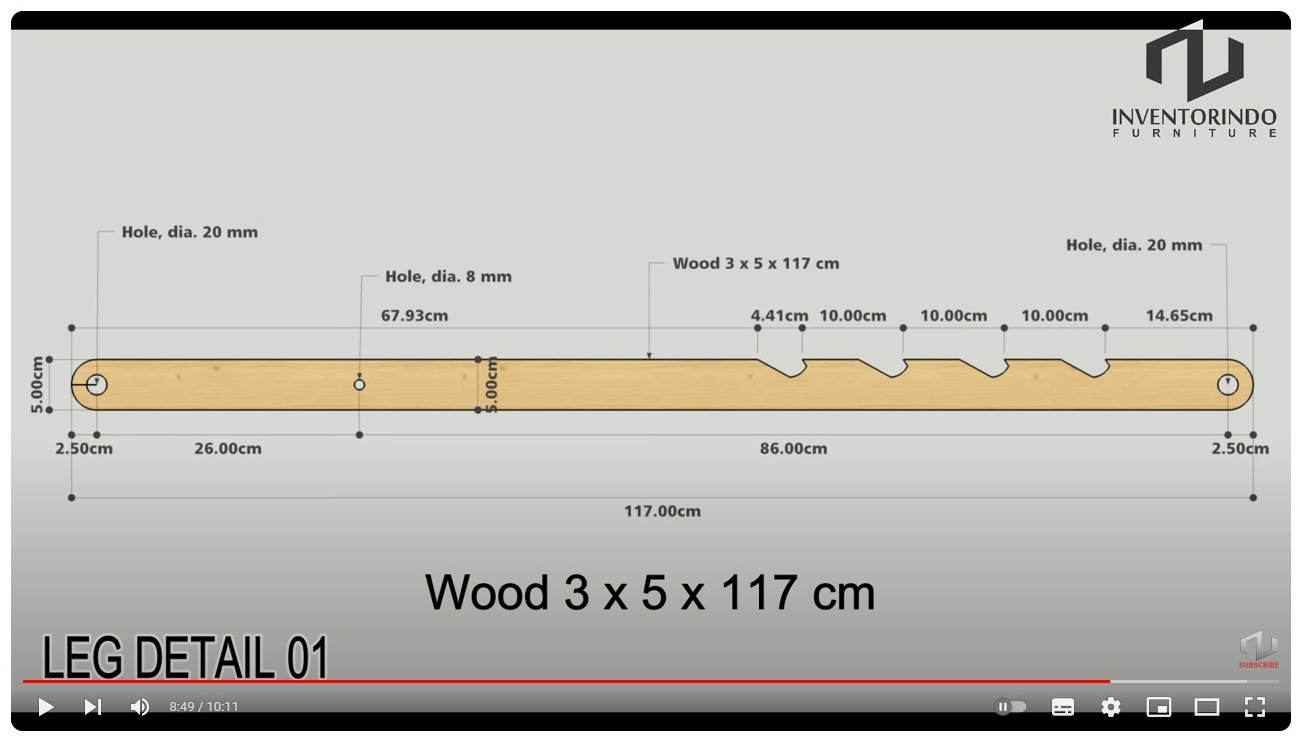 INVENTORINDO
FURNITURE
Hole, dia. 20 mm
Hole, dia. 20 mm
Wood 3 x 5 x 117 cm
Hole, dia. 8 mm
67.93cm
4.41cm
10.00cm
10.00cm
10.00cm
14.65cm
5.00cm
5.00cm
2.50cm
26.00cm
86.00cm
2.50cm
117.00cm
Wood 3 x 5 x 117 cm
LEG DETAIL 01
SUBSCRIBE
8:49 / 10:11